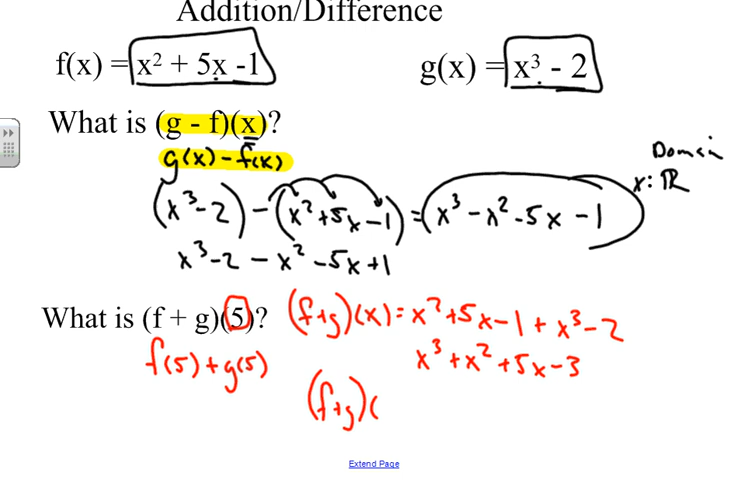 Addition/Difference
f(x) = x² + 5x -1
g(x) = x³ - 2
What is (g - f)(x)?
g(x) - f(x)
Domain
x: ℝ
(x³-2) - (x²+5x-1) = (x³ - x² - 5x - 1)
x³-2 - x² -5x+1
What is (f + g)(5)?
(f+g)(x) = x²+5x-1 + x³-2
f(5)+g(5)
x³+x²+5x-3
(f+g)(
Extend Page